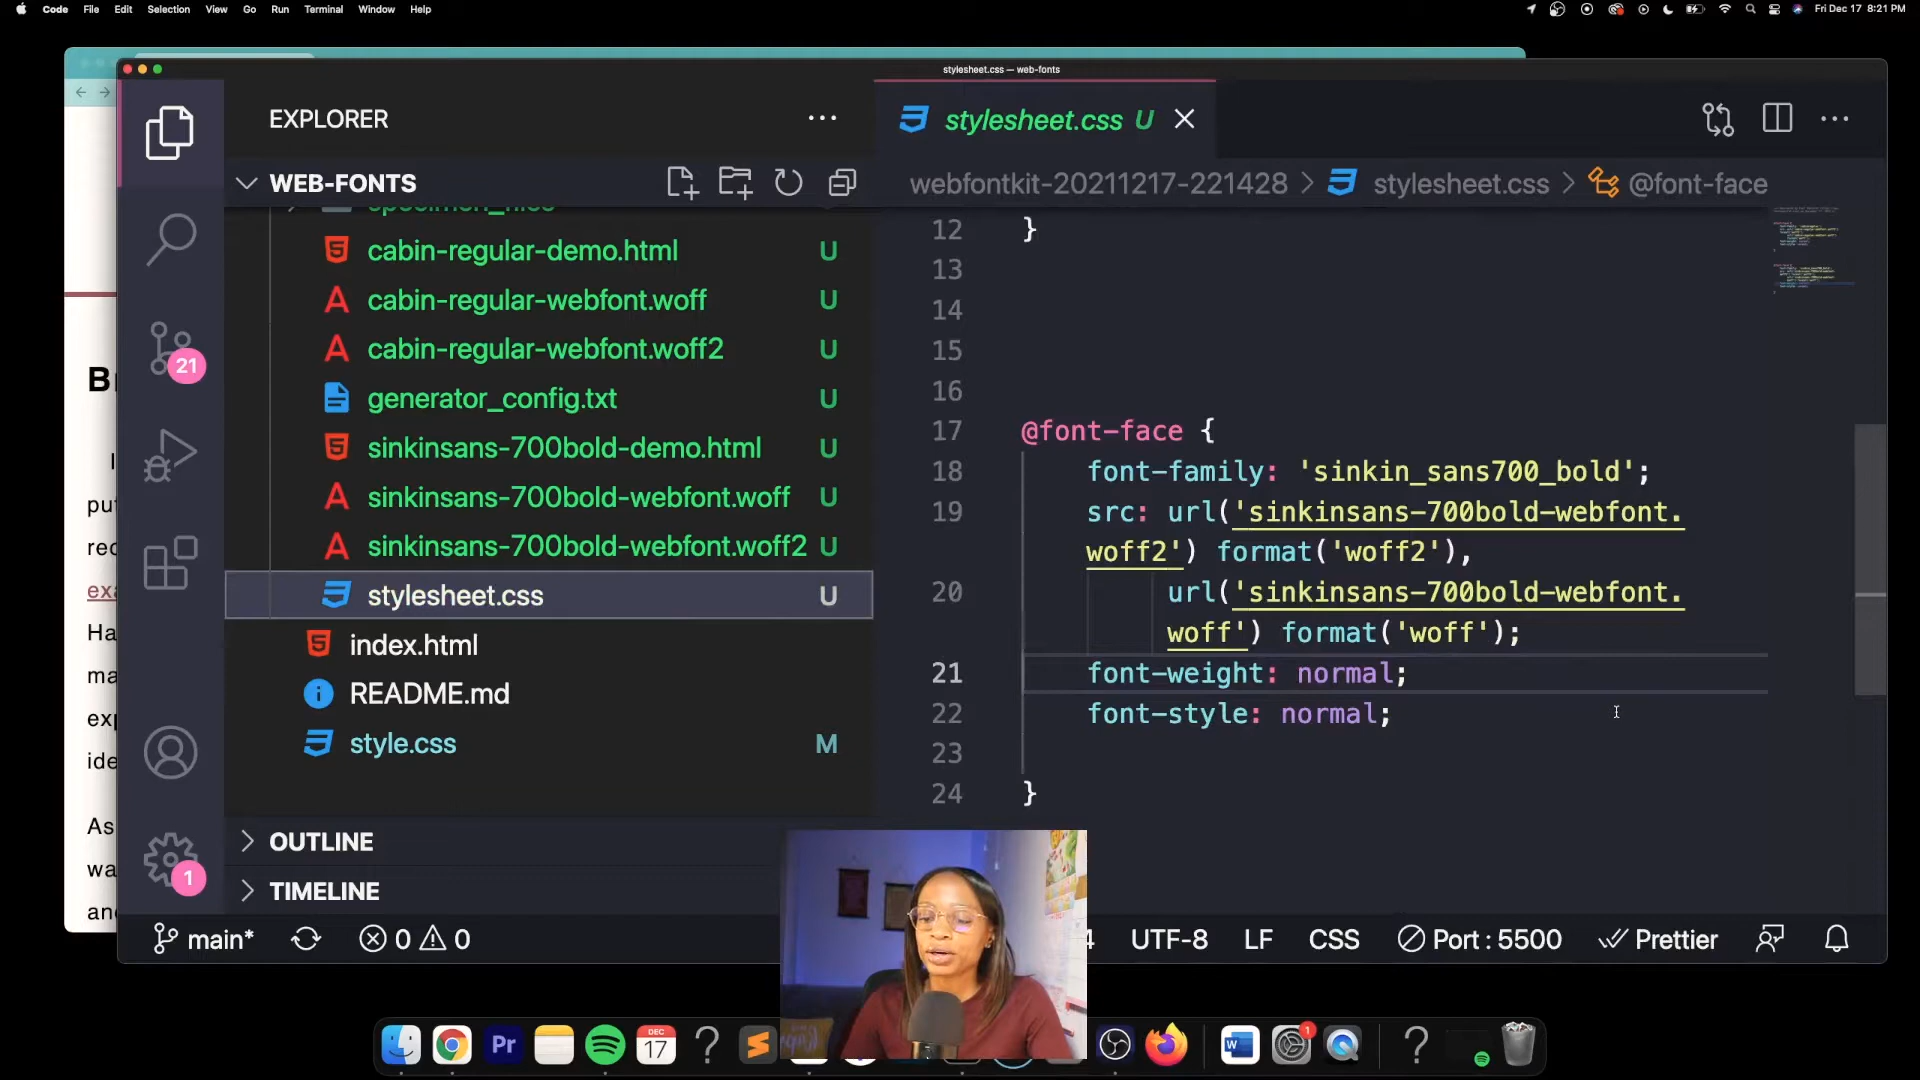 Code File Edit Selection View Go Run Terminal Window Help
Fri Dec 17 8:21 PM
stylesheet.css — web-fonts
EXPLORER
WEB-FONTS
specimen_files
cabin-regular-demo.html U
cabin-regular-webfont.woff U
cabin-regular-webfont.woff2 U
generator_config.txt U
sinkinsans-700bold-demo.html U
sinkinsans-700bold-webfont.woff U
sinkinsans-700bold-webfont.woff2 U
stylesheet.css U
index.html
README.md
style.css M
OUTLINE
TIMELINE
21
1
stylesheet.css U
webfontkit-20211217-221428 > stylesheet.css > @font-face
12 }
13
14
15
16
17 @font-face {
18 font-family: 'sinkin_sans700_bold';
19 src: url('sinkinsans-700bold-webfont.
woff2') format('woff2'),
20 url('sinkinsans-700bold-webfont.
woff') format('woff');
21 font-weight: normal;
22 font-style: normal;
23
24 }
main* 0 0
4 UTF-8 LF CSS Port : 5500 Prettier
Pr
DEC
17
W
1